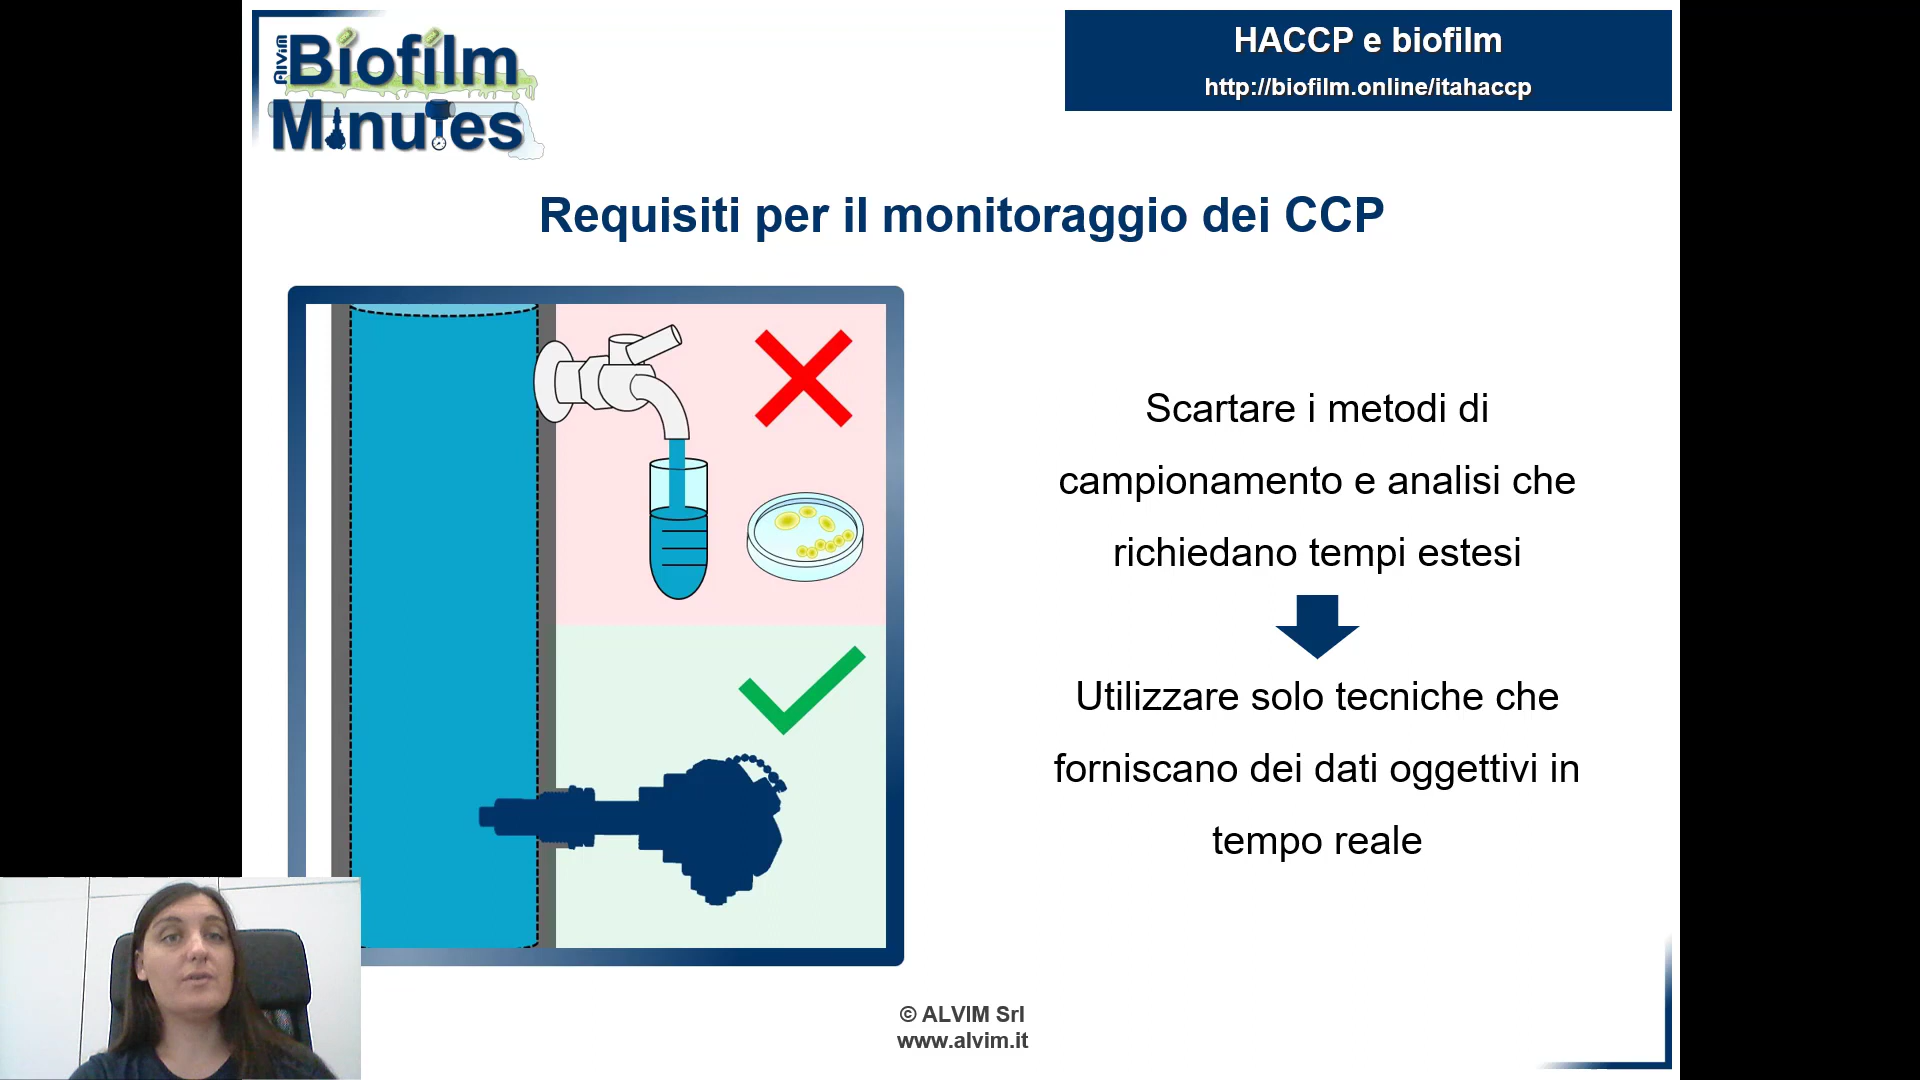 ALVIM
Biofilm
Minutes
HACCP e biofilm
http://biofilm.online/itahaccp
Requisiti per il monitoraggio dei CCP
Scartare i metodi di
campionamento e analisi che
richiedano tempi estesi
Utilizzare solo tecniche che
forniscano dei dati oggettivi in
tempo reale
© ALVIM Srl
www.alvim.it